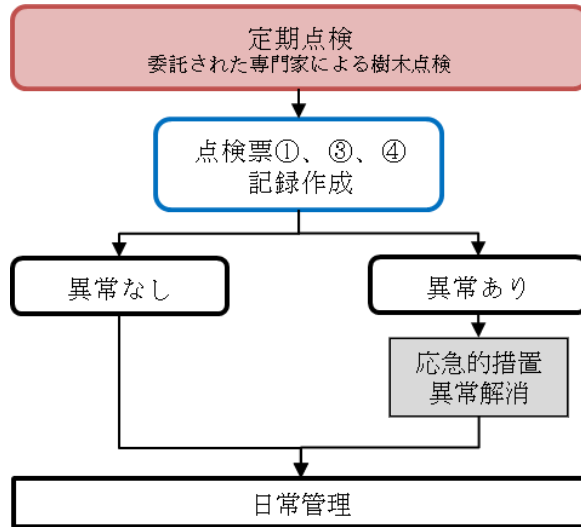 定期点検
委託された専門家による樹木点検
点検票①、③、④
記録作成
異常なし
異常あり
応急的措置
異常解消
日常管理